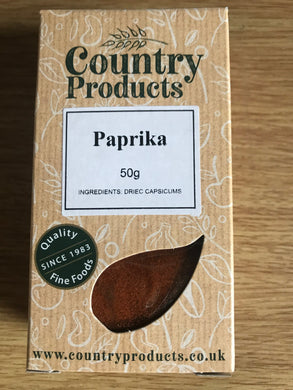 Country
Products
Paprika
50g
INGREDIENTS: DRIEC CAPSICUMS
Quality
SINCE 1983
Fine Foods
www.countryproducts.co.uk